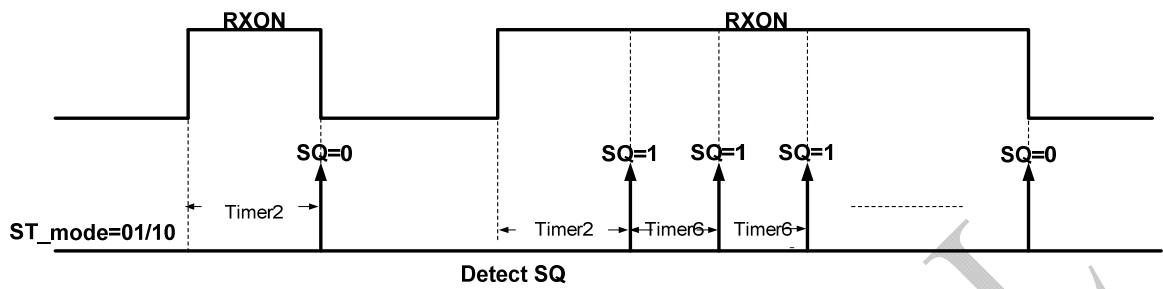 RXON RXON
SQ=0 SQ=1 SQ=1 SQ=1 SQ=0
Timer2 Timer2 Timer6 Timer6
ST_mode=01/10
Detect SQ